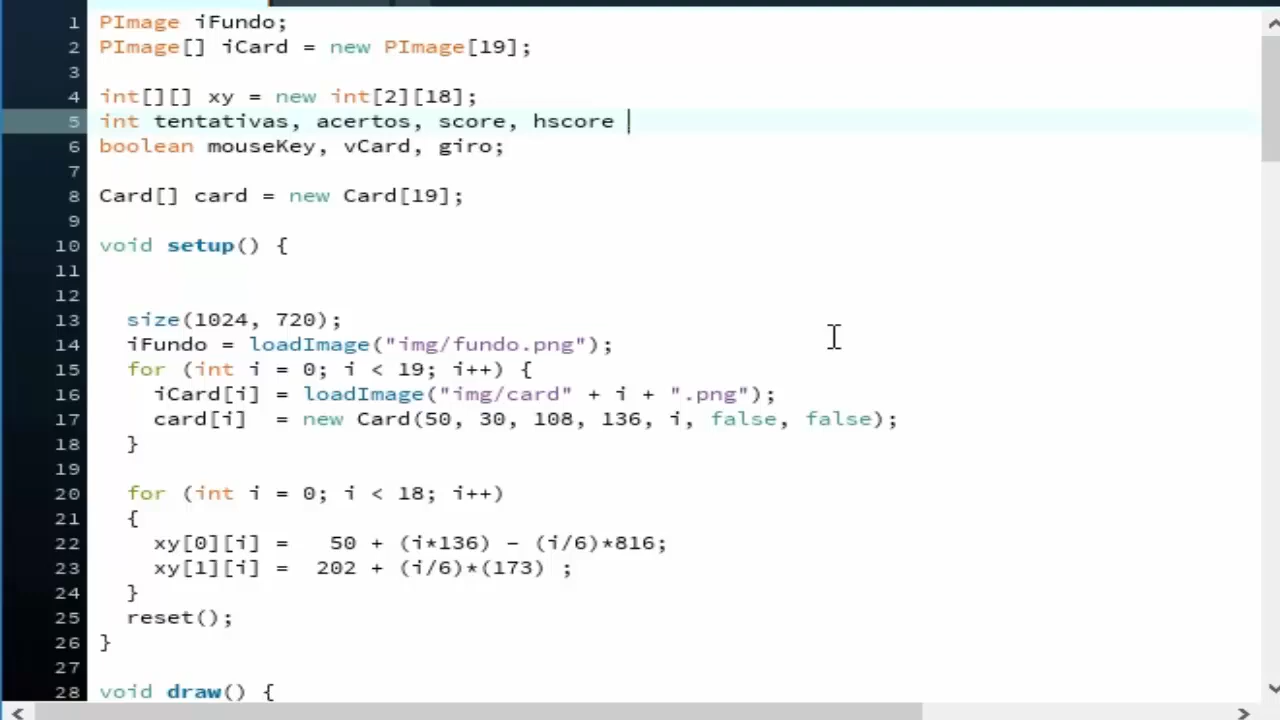 1 PImage iFundo;
2 PImage[] iCard = new PImage[19];
3
4 int[][] xy = new int[2][18];
5 int tentativas, acertos, score, hscore
6 boolean mouseKey, vCard, giro;
7
8 Card[] card = new Card[19];
9
10 void setup() {
11
12
13   size(1024, 720);
14   iFundo = loadImage("img/fundo.png");
15   for (int i = 0; i < 19; i++) {
16     iCard[i] = loadImage("img/card" + i + ".png");
17     card[i]  = new Card(50, 30, 108, 136, i, false, false);
18   }
19
20   for (int i = 0; i < 18; i++)
21   {
22     xy[0][i] =   50 + (i*136) - (i/6)*816;
23     xy[1][i] =  202 + (i/6)*(173) ;
24   }
25   reset();
26 }
27
28 void draw() {